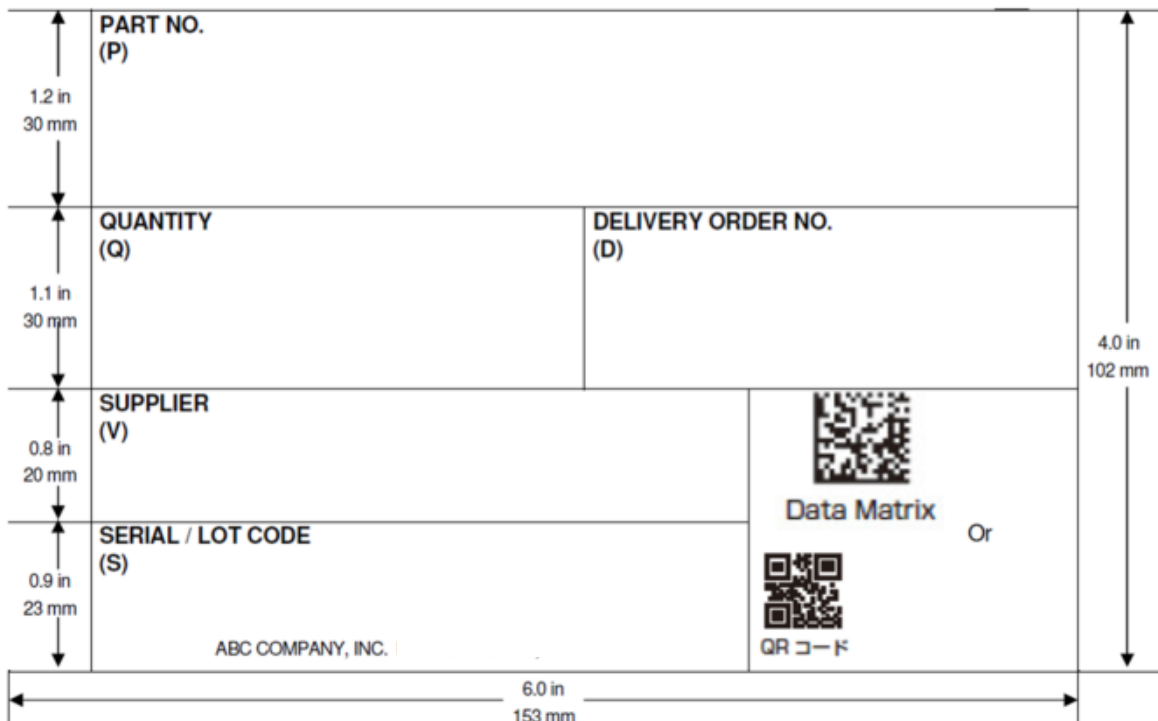 PART NO.
(P)
1.2 in
30 mm
QUANTITY
(Q)
DELIVERY ORDER NO.
(D)
1.1 in
30 mm
4.0 in
102 mm
SUPPLIER
(V)
0.8 in
20 mm
Data Matrix
Or
SERIAL / LOT CODE
(S)
0.9 in
23 mm
ABC COMPANY, INC.
QR コード
6.0 in
153 mm